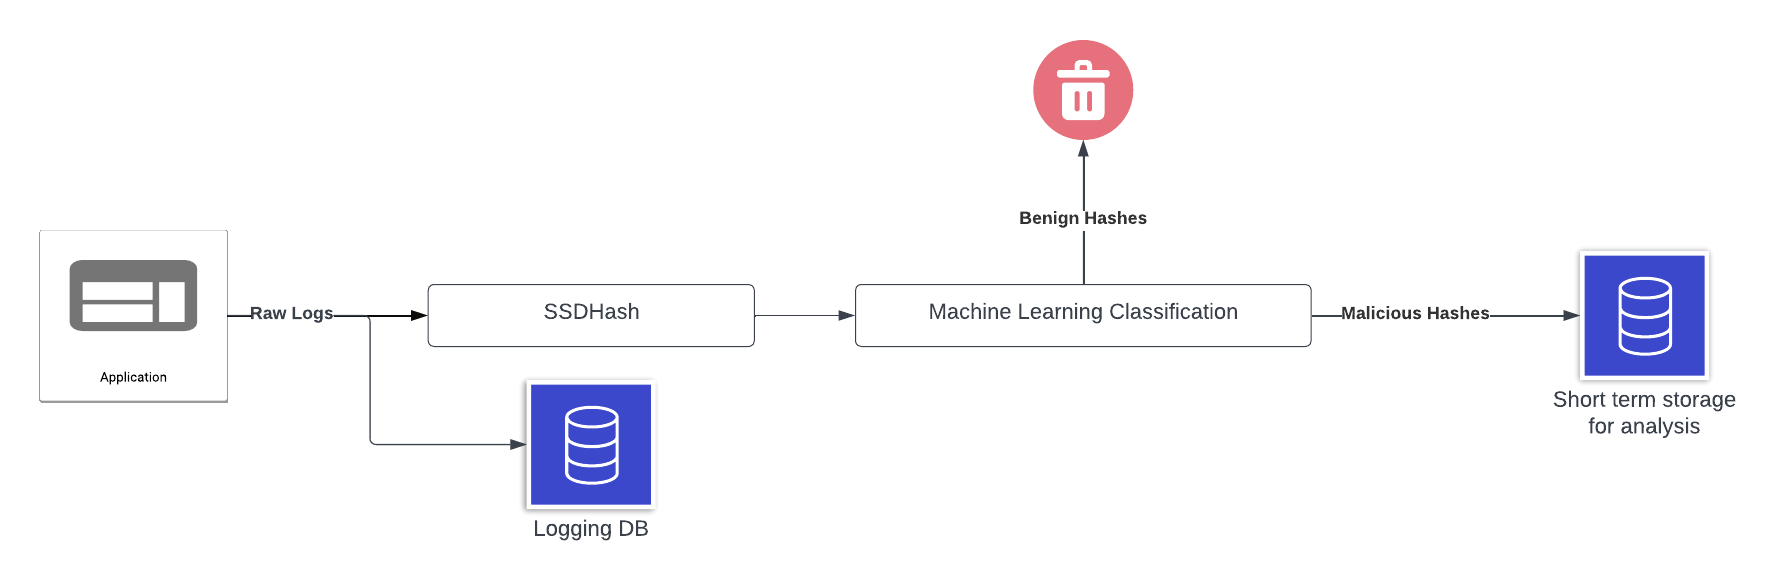 Benign Hashes
Application
Raw Logs
SSDHash
Machine Learning Classification
Malicious Hashes
Short term storage
for analysis
Logging DB